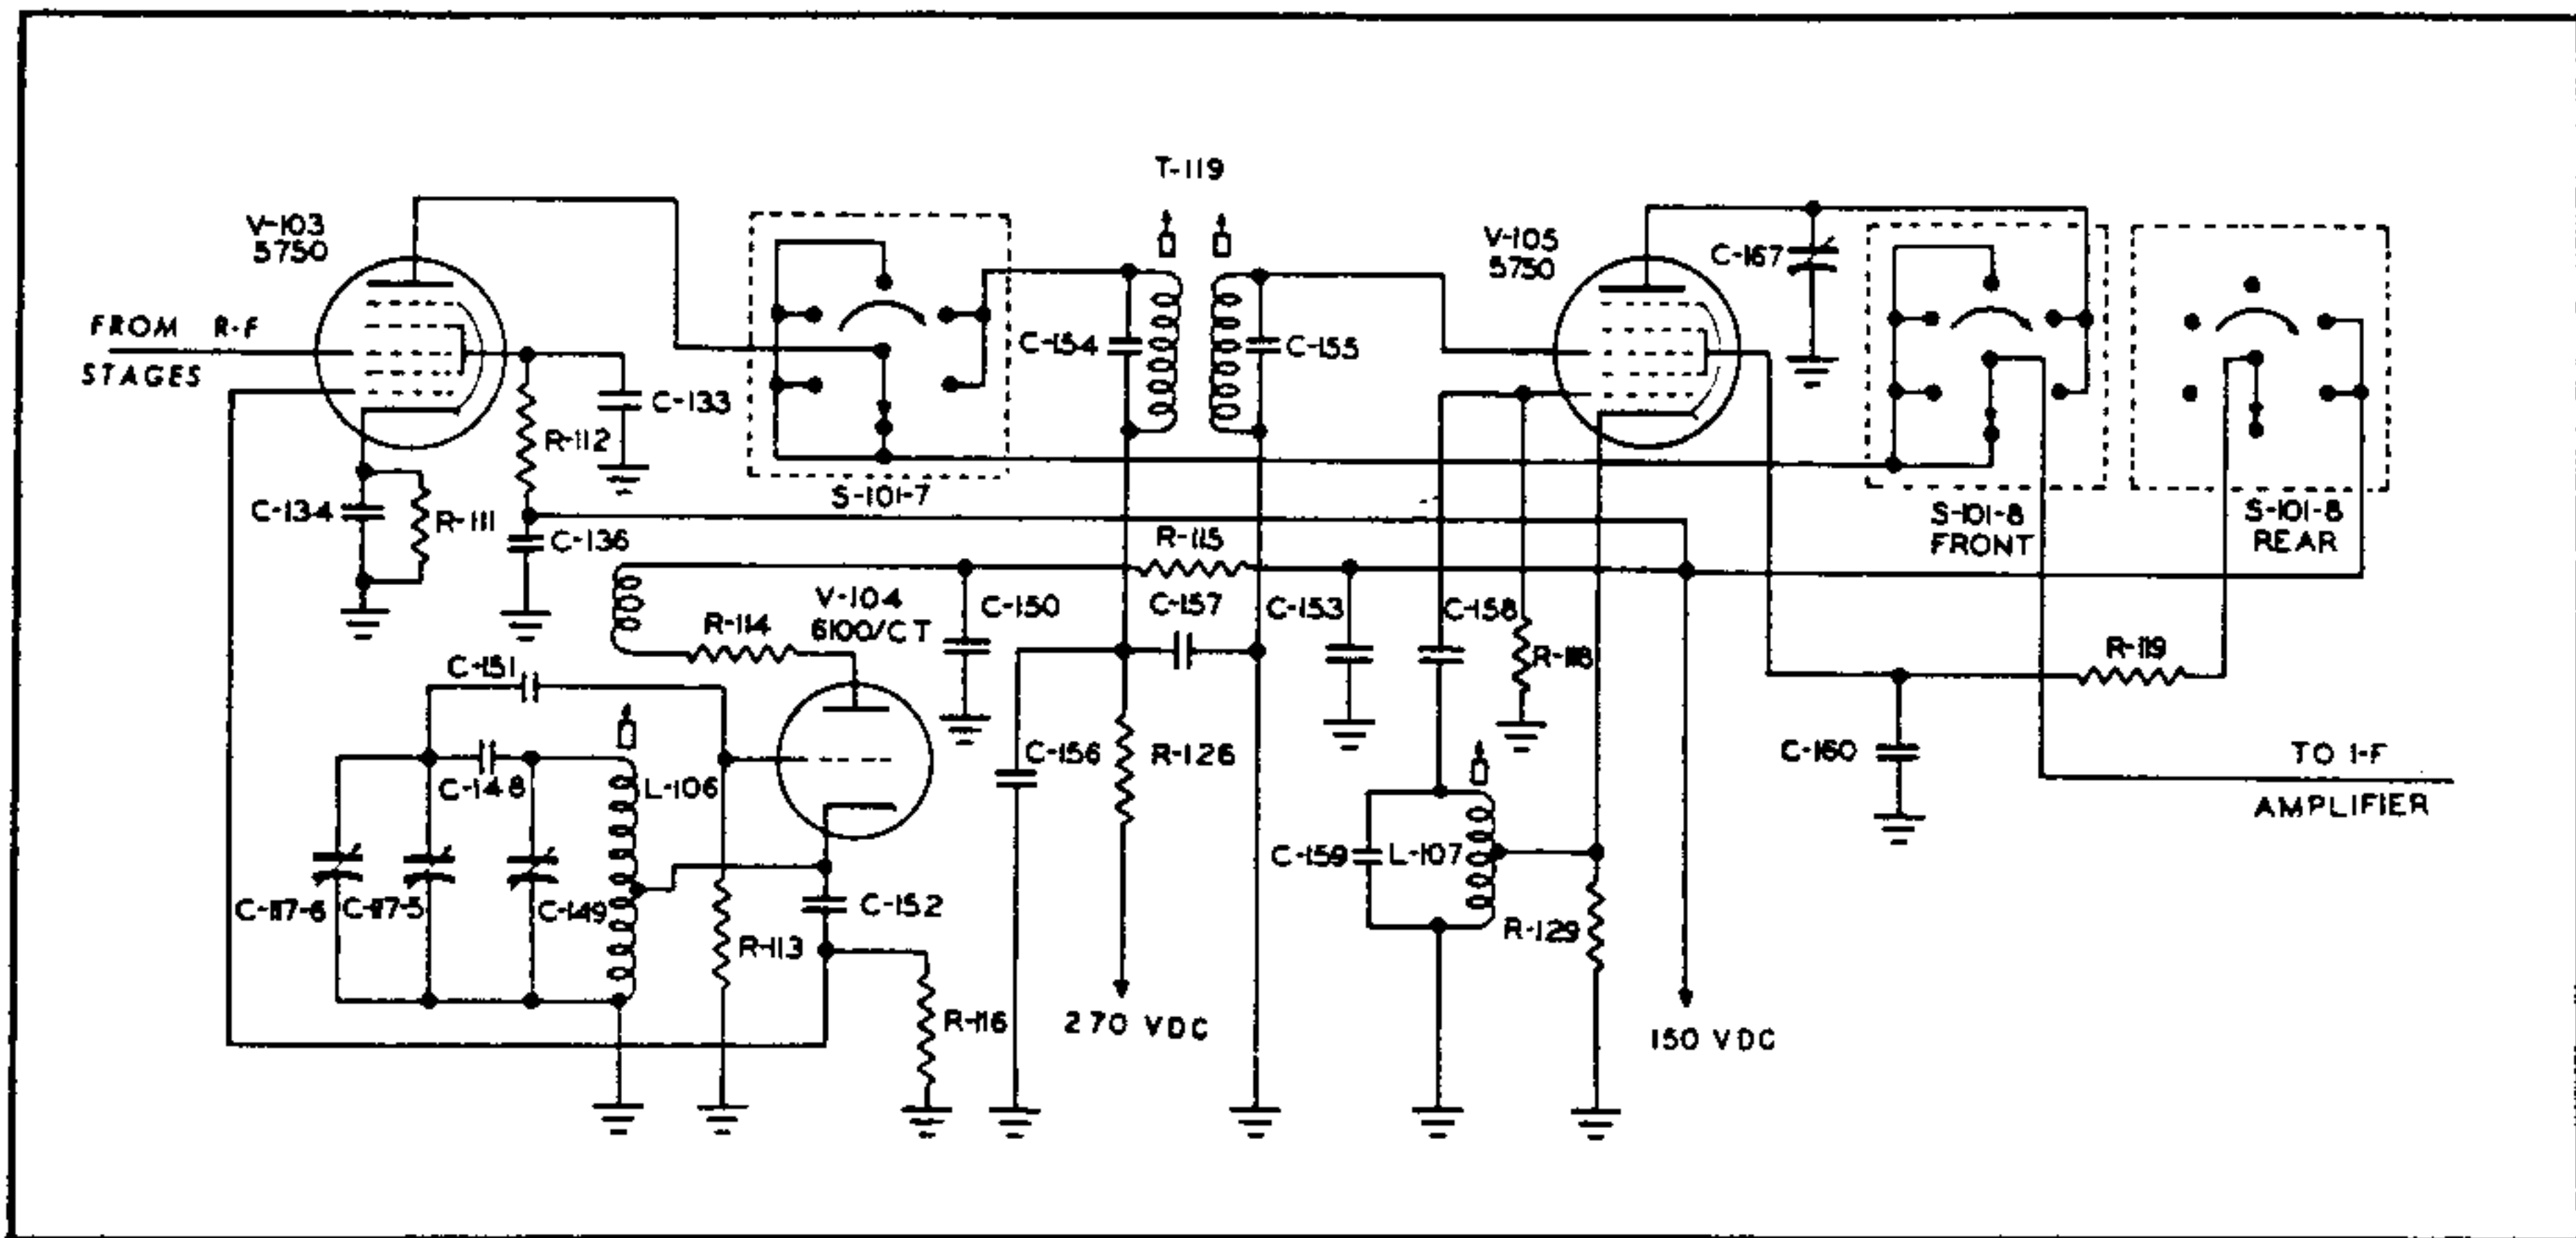 T-119
V-103
5750
V-105
5750
C-167
FROM R-F
STAGES
C-154
C-155
C-133
R-112
S-101-7
C-134
R-111
C-136
S-101-8
FRONT
S-101-8
REAR
R-115
V-104
6100/CT
C-150
C-157
C-153
C-158
R-114
R-118
R-119
C-151
C-156
R-126
C-160
TO I-F
AMPLIFIER
C-148
L-106
C-159
L-107
C-117-6
C-117-5
C-149
C-152
R-113
R-129
R-116
270 VDC
150 VDC